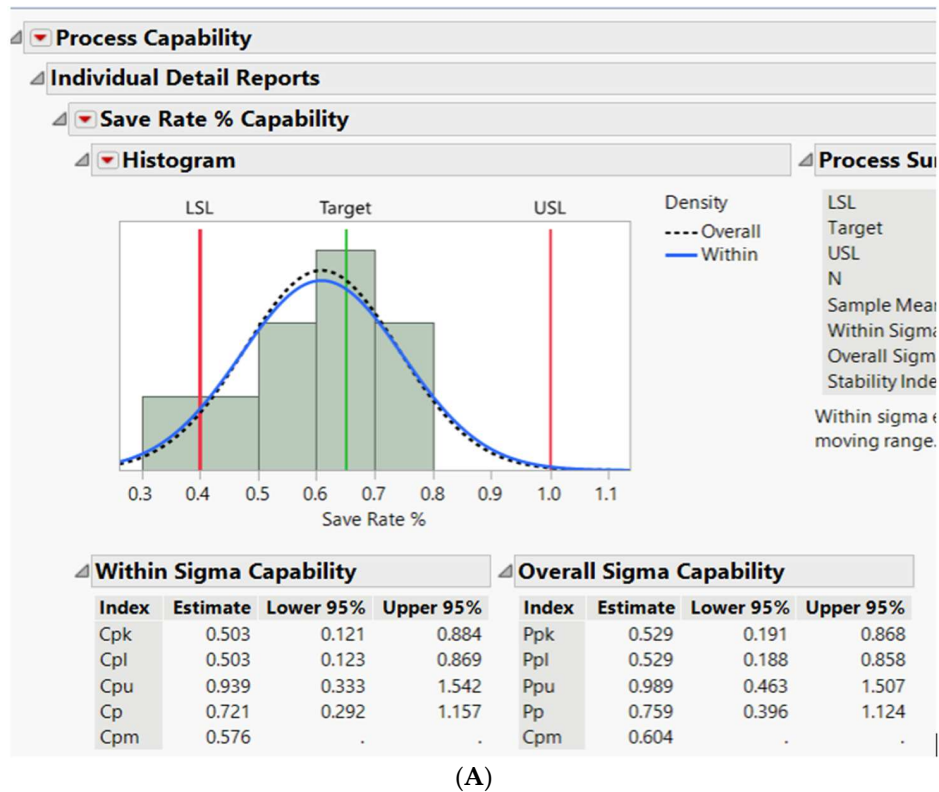 Process Capability
Individual Detail Reports
Save Rate % Capability
Histogram
Process Su
LSL Target USL
Density
Overall
Within
LSL
Target
USL
N
Sample Mea
Within Sigma
Overall Sigm
Stability Inde
Within sigma e
moving range.
0.3 0.4 0.5 0.6 0.7 0.8 0.9 1.0 1.1
Save Rate %
Within Sigma Capability
Index Estimate Lower 95% Upper 95%
Cpk 0.503 0.121 0.884
Cpl 0.503 0.123 0.869
Cpu 0.939 0.333 1.542
Cp 0.721 0.292 1.157
Cpm 0.576 . .
Overall Sigma Capability
Index Estimate Lower 95% Upper 95%
Ppk 0.529 0.191 0.868
Ppl 0.529 0.188 0.858
Ppu 0.989 0.463 1.507
Pp 0.759 0.396 1.124
Cpm 0.604 . .
(A)